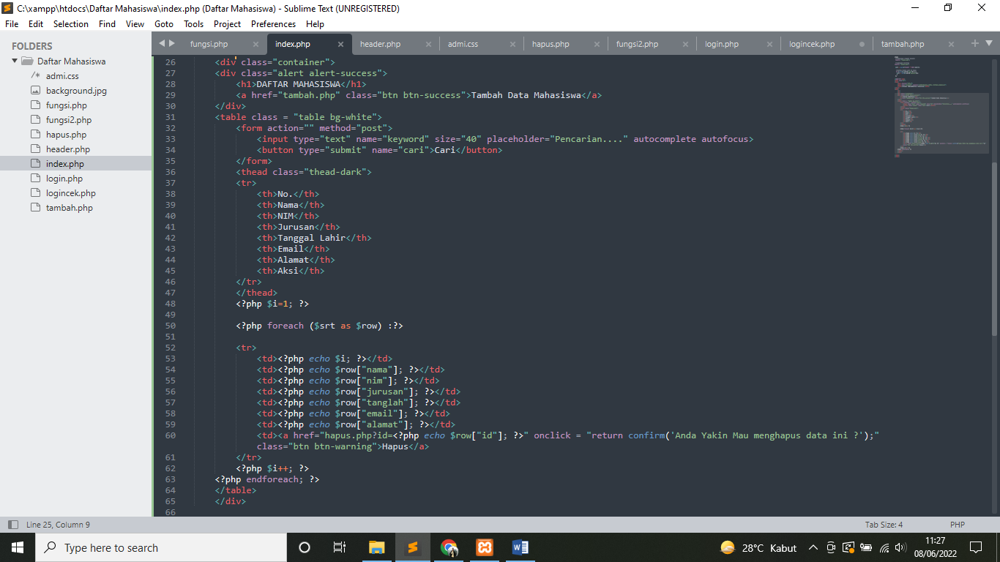 C:\xampp\htdocs\Daftar Mahasiswa\index.php (Daftar Mahasiswa) - Sublime Text (UNREGISTERED)
File Edit Selection Find View Goto Tools Project Preferences Help
FOLDERS
Daftar Mahasiswa
/* admi.css
background.jpg
fungsi.php
fungsi2.php
hapus.php
header.php
index.php
login.php
logincek.php
tambah.php
fungsi.php index.php header.php admi.css hapus.php fungsi2.php login.php logincek.php tambah.php
26 <div class="container">
27 <div class="alert alert-success">
28 <h1>DAFTAR MAHASISWA</h1>
29 <a href="tambah.php" class="btn btn-success">Tambah Data Mahasiswa</a>
30 </div>
31 <table class = "table bg-white">
32 <form action="" method="post">
33 <input type="text" name="keyword" size="40" placeholder="Pencarian...." autocomplete autofocus>
34 <button type="submit" name="cari">Cari</button>
35 </form>
36 <thead class="thead-dark">
37 <tr>
38 <th>No.</th>
39 <th>Nama</th>
40 <th>NIM</th>
41 <th>Jurusan</th>
42 <th>Tanggal Lahir</th>
43 <th>Email</th>
44 <th>Alamat</th>
45 <th>Aksi</th>
46 </tr>
47 </thead>
48 <?php $i=1; ?>
49
50 <?php foreach ($srt as $row) :?>
51
52 <tr>
53 <td><?php echo $i; ?></td>
54 <td><?php echo $row["nama"]; ?></td>
55 <td><?php echo $row["nim"]; ?></td>
56 <td><?php echo $row["jurusan"]; ?></td>
57 <td><?php echo $row["tanglah"]; ?></td>
58 <td><?php echo $row["email"]; ?></td>
59 <td><?php echo $row["alamat"]; ?></td>
60 <td><a href="hapus.php?id=<?php echo $row["id"]; ?>" onclick = "return confirm('Anda Yakin Mau menghapus data ini ?');"
class="btn btn-warning">Hapus</a>
61 </tr>
62 <?php $i++; ?>
63 <?php endforeach; ?>
64 </table>
65 </div>
66
Line 25, Column 9 Tab Size: 4 PHP
Type here to search 28°C Kabut 11:27
08/06/2022